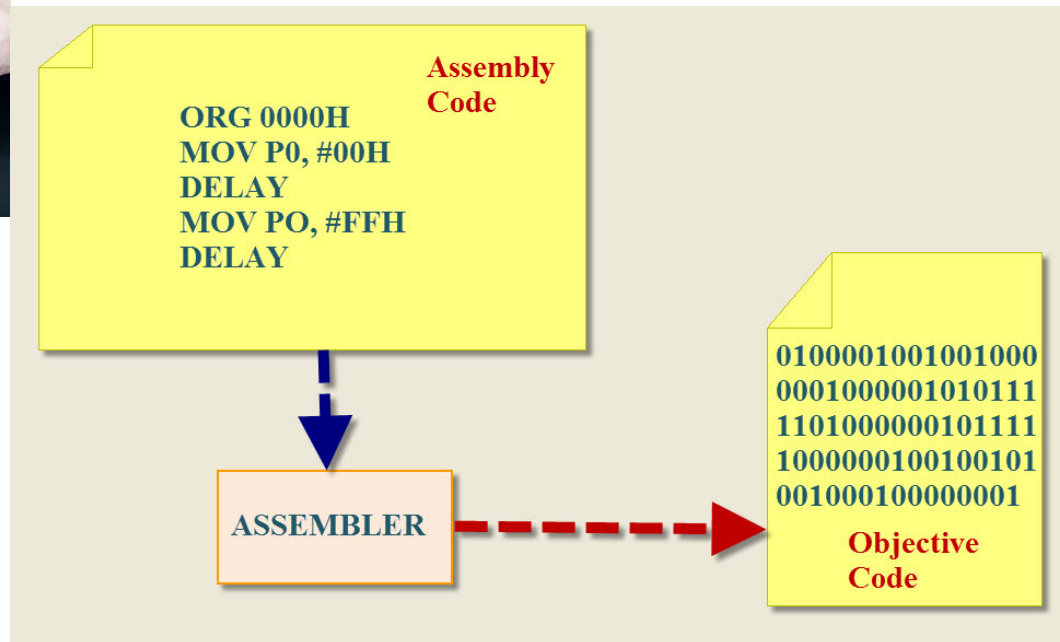 Assembly
Code
ORG 0000H
MOV P0, #00H
DELAY
MOV PO, #FFH
DELAY
ASSEMBLER
0100001001001000
0001000001010111
1101000000101111
1000000100100101
001000100000001
Objective
Code